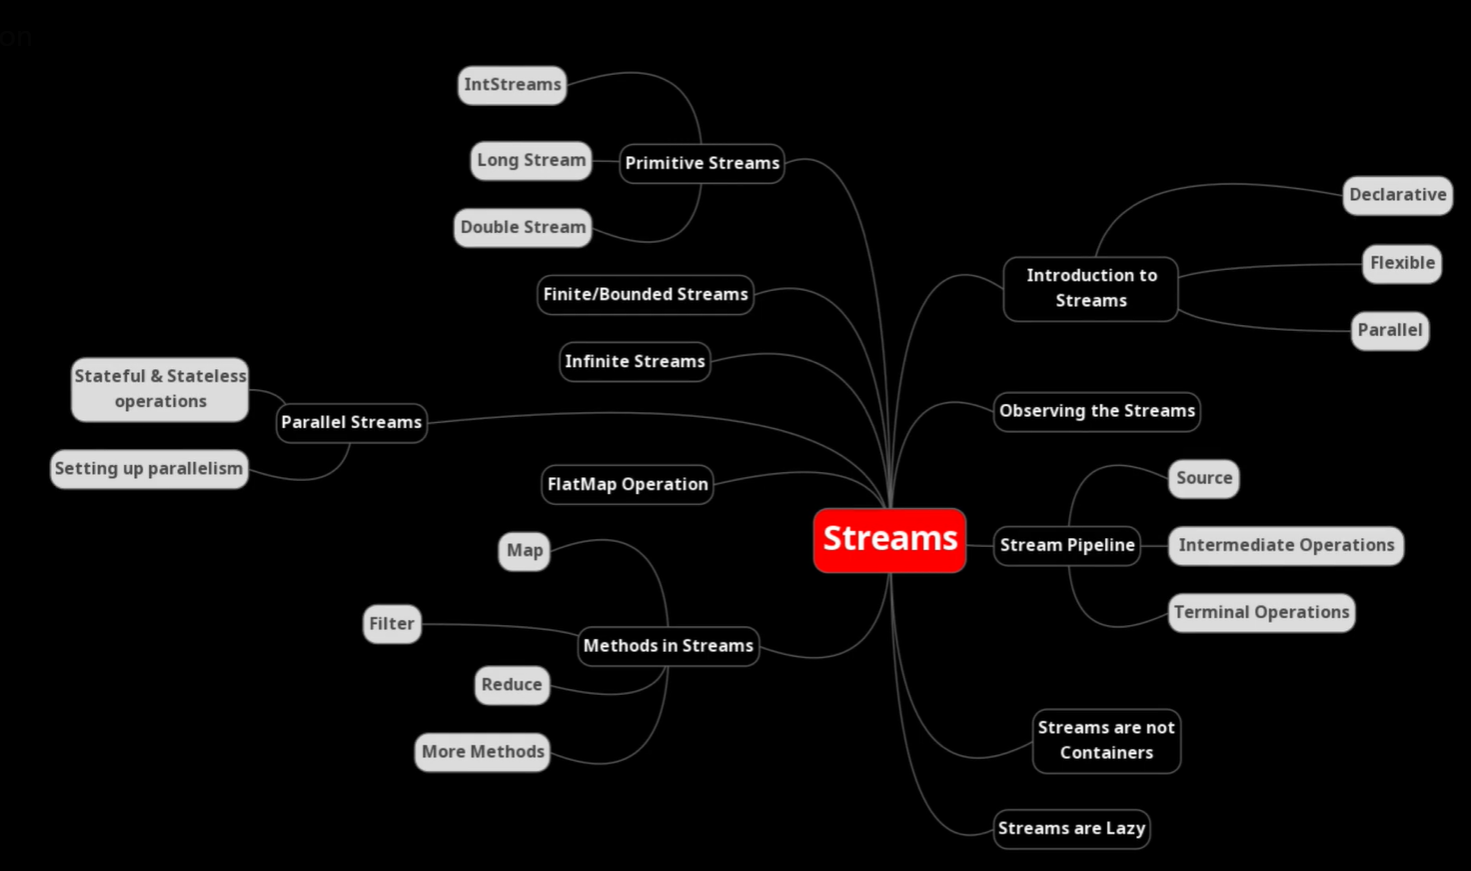 on
IntStreams
Long Stream
Primitive Streams
Double Stream
Finite/Bounded Streams
Infinite Streams
Stateful & Stateless
operations
Parallel Streams
Setting up parallelism
FlatMap Operation
Map
Filter
Methods in Streams
Reduce
More Methods
Streams
Introduction to
Streams
Declarative
Flexible
Parallel
Observing the Streams
Source
Stream Pipeline
Intermediate Operations
Terminal Operations
Streams are not
Containers
Streams are Lazy